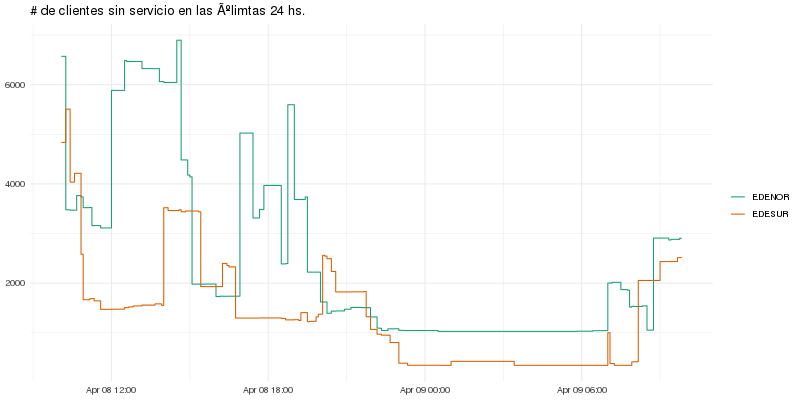 # de clientes sin servicio en las Ãºlimtas 24 hs.
6000
4000
2000
Apr 08 12:00
Apr 08 18:00
Apr 09 00:00
Apr 09 06:00
EDENOR
EDESUR